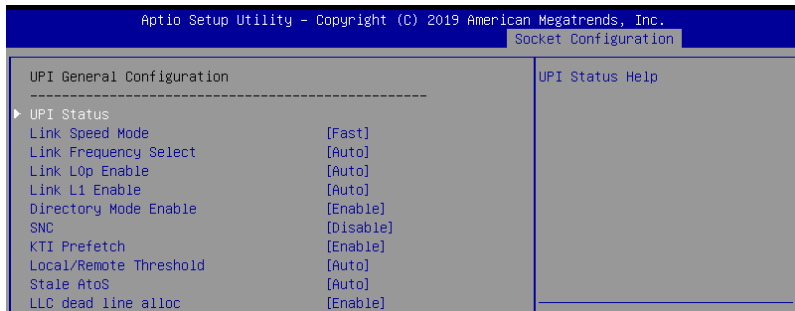 Aptio Setup Utility – Copyright (C) 2019 American Megatrends, Inc.
Socket Configuration
UPI General Configuration
------------------------------------------------
UPI Status
Link Speed Mode [Fast]
Link Frequency Select [Auto]
Link L0p Enable [Auto]
Link L1 Enable [Auto]
Directory Mode Enable [Enable]
SNC [Disable]
KTI Prefetch [Enable]
Local/Remote Threshold [Auto]
Stale AtoS [Auto]
LLC dead line alloc [Enable]
UPI Status Help